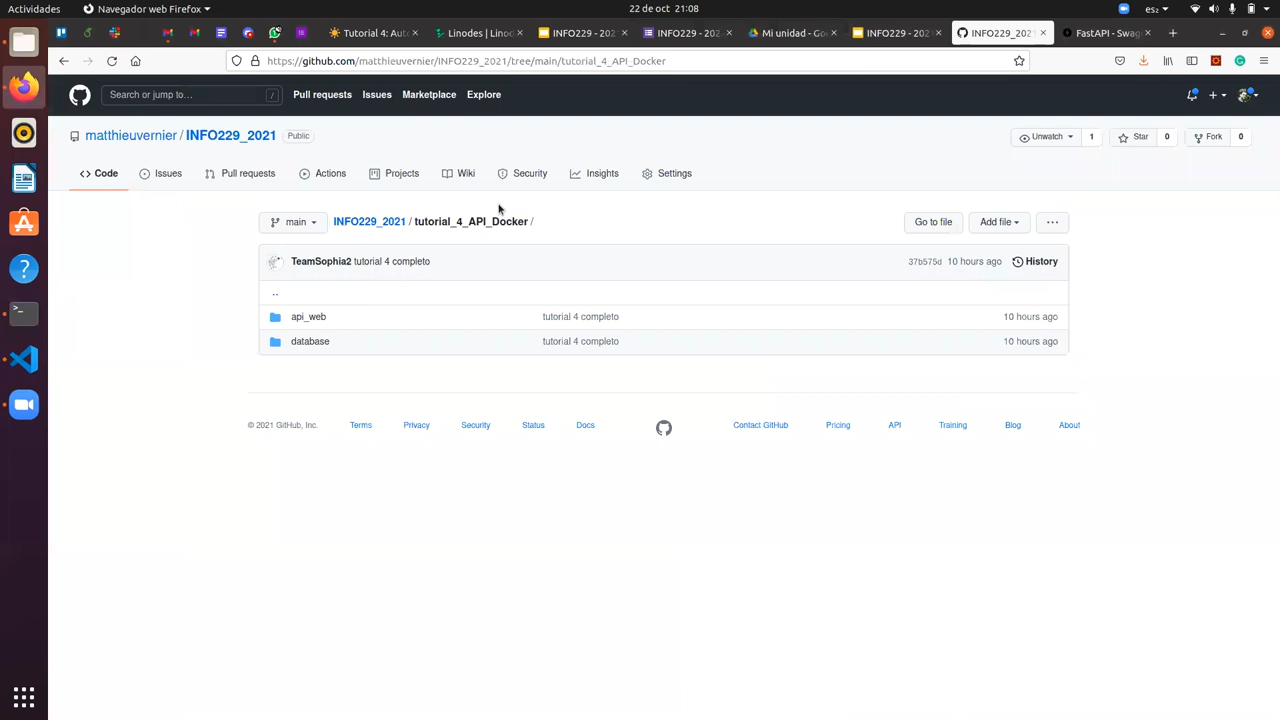 Actividades Navegador web Firefox 22 de oct 21:08 es₂
Tutorial 4: Aut Linodes | Lino INFO229 - 202 INFO229 - 202 Mi unidad - Go INFO229 - 202 INFO229_2021 FastAPI - Swag
https://github.com/matthieuvernier/INFO229_2021/tree/main/tutorial_4_API_Docker
Search or jump to… / Pull requests Issues Marketplace Explore
matthieuvernier / INFO229_2021 Public Unwatch 1 Star 0 Fork 0
Code Issues Pull requests Actions Projects Wiki Security Insights Settings
main INFO229_2021 / tutorial_4_API_Docker / Go to file Add file ...
TeamSophia2 tutorial 4 completo 37b575d 10 hours ago History
..
api_web tutorial 4 completo 10 hours ago
database tutorial 4 completo 10 hours ago
© 2021 GitHub, Inc. Terms Privacy Security Status Docs Contact GitHub Pricing API Training Blog About